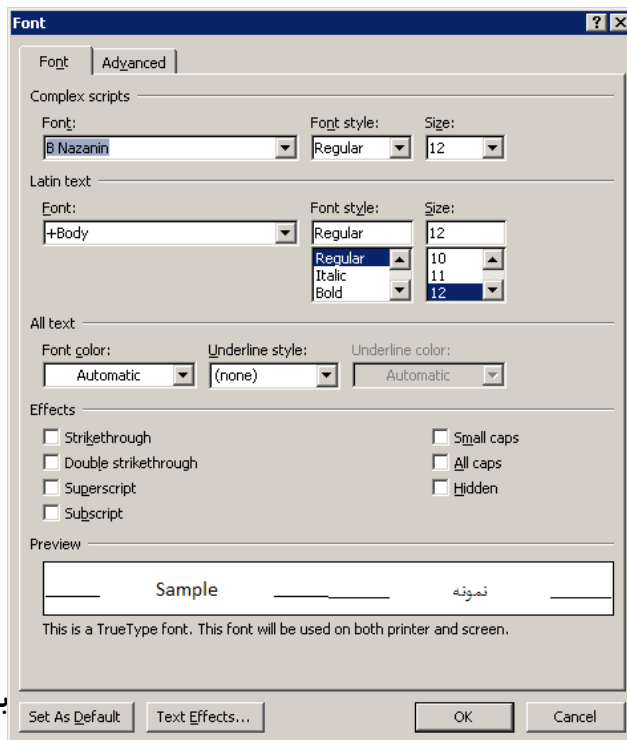 Font
Font Advanced
Complex scripts
Font: Font style: Size:
B Nazanin Regular 12
Latin text
Font: Font style: Size:
+Body Regular 12
Regular 10
Italic 11
Bold 12
All text
Font color: Underline style: Underline color:
Automatic (none) Automatic
Effects
Strikethrough Small caps
Double strikethrough All caps
Superscript Hidden
Subscript
Preview
Sample نمونه
This is a TrueType font. This font will be used on both printer and screen.
Set As Default Text Effects... OK Cancel